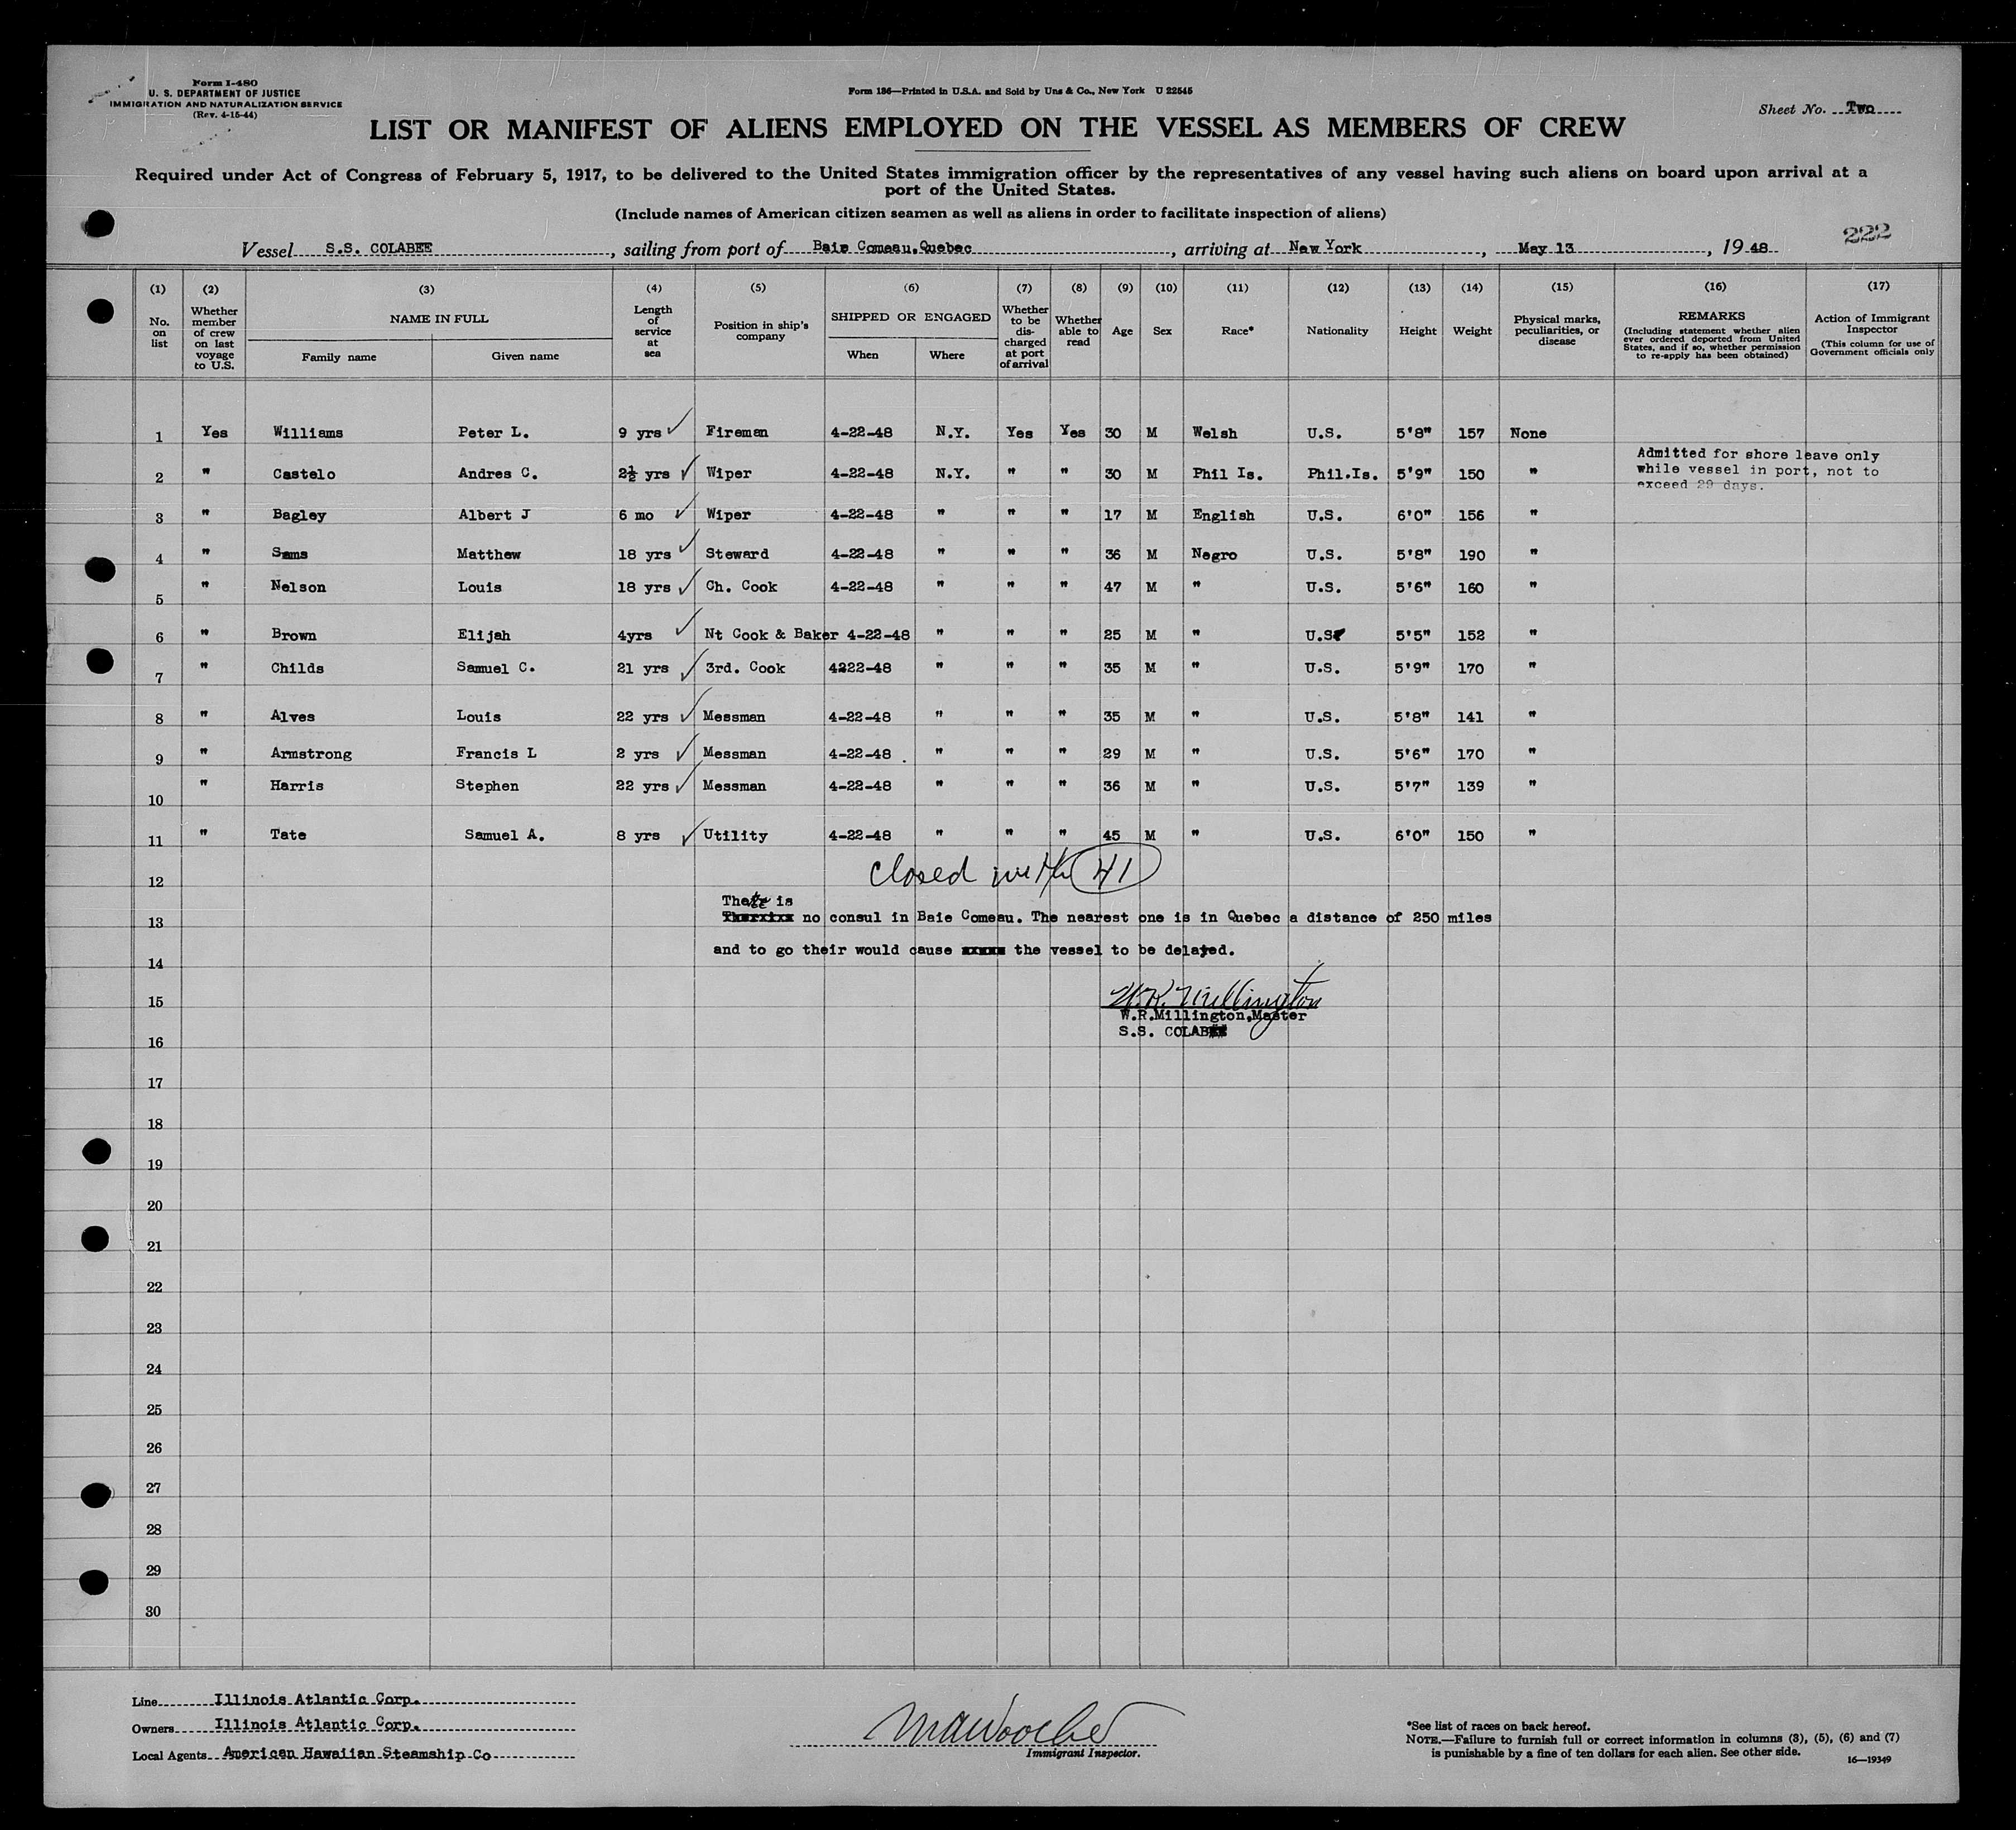 Form I-480
U. S. DEPARTMENT OF JUSTICE
IMMIGRATION AND NATURALIZATION SERVICE
(Rev. 4-15-44)
Form 136—Printed in U.S.A. and Sold by Unz & Co., New York U 22545
Sheet No. Two
LIST OR MANIFEST OF ALIENS EMPLOYED ON THE VESSEL AS MEMBERS OF CREW
Required under Act of Congress of February 5, 1917, to be delivered to the United States immigration officer by the representatives of any vessel having such aliens on board upon arrival at a
port of the United States.
(Include names of American citizen seamen as well as aliens in order to facilitate inspection of aliens)
222
Vessel S.S. COLABEE, sailing from port of Baie Comeau, Quebec, arriving at New York, May 13, 19 48
(1) (2) (3) (4) (5) (6) (7) (8) (9) (10) (11) (12) (13) (14) (15) (16) (17)
No. on list
Whether member of crew on last voyage to U.S.
NAME IN FULL
Family name Given name
Length of service at sea
Position in ship's company
SHIPPED OR ENGAGED
When Where
Whether to be discharged at port of arrival
Whether able to read
Age
Sex
Race*
Nationality
Height
Weight
Physical marks, peculiarities, or disease
REMARKS
(Including statement whether alien ever ordered deported from United States, and if so, whether permission to re-apply has been obtained)
Action of Immigrant Inspector
(This column for use of Government officials only
1 Yes Williams Peter L. 9 yrs ✓ Fireman 4-22-48 N.Y. Yes Yes 30 M Welsh U.S. 5'8" 157 None
2 " Castelo Andres C. 2½ yrs ✓ Wiper 4-22-48 N.Y. " " 30 M Phil Is. Phil.Is. 5'9" 150 "
Admitted for shore leave only
while vessel in port, not to
exceed 29 days.
3 " Bagley Albert J 6 mo ✓ Wiper 4-22-48 " " " 17 M English U.S. 6'0" 156 "
4 " Sams Matthew 18 yrs ✓ Steward 4-22-48 " " " 36 M Negro U.S. 5'8" 190 "
5 " Nelson Louis 18 yrs ✓ Ch. Cook 4-22-48 " " " 47 M " U.S. 5'6" 160 "
6 " Brown Elijah 4yrs ✓ Nt Cook & Baker 4-22-48 " " " 25 M " U.S. 5'5" 152 "
7 " Childs Samuel C. 21 yrs ✓ 3rd. Cook 4222-48 " " " 35 M " U.S. 5'9" 170 "
8 " Alves Louis 22 yrs ✓ Messman 4-22-48 " " " 35 M " U.S. 5'8" 141 "
9 " Armstrong Francis L 2 yrs ✓ Messman 4-22-48 " " " 29 M " U.S. 5'6" 170 "
10 " Harris Stephen 22 yrs ✓ Messman 4-22-48 " " " 36 M " U.S. 5'7" 139 "
11 " Tate Samuel A. 8 yrs ✓ Utility 4-22-48 " " " 45 M " U.S. 6'0" 150 "
closed with 41
12
There is
13 no consul in Baie Comeau. The nearest one is in Quebec a distance of 250 miles
and to go their would cause the vessel to be delayed.
14
W.R. Millington
15
W.R.Millington,Master
S.S. COLABEE
16
17
18
19
20
21
22
23
24
25
26
27
28
29
30
Line Illinois Atlantic Corp.
Owners Illinois Atlantic Corp.
Local Agents American Hawaiian Steamship Co
Immigrant Inspector.
*See list of races on back hereof.
NOTE.—Failure to furnish full or correct information in columns (3), (5), (6) and (7)
is punishable by a fine of ten dollars for each alien. See other side.
16—19349